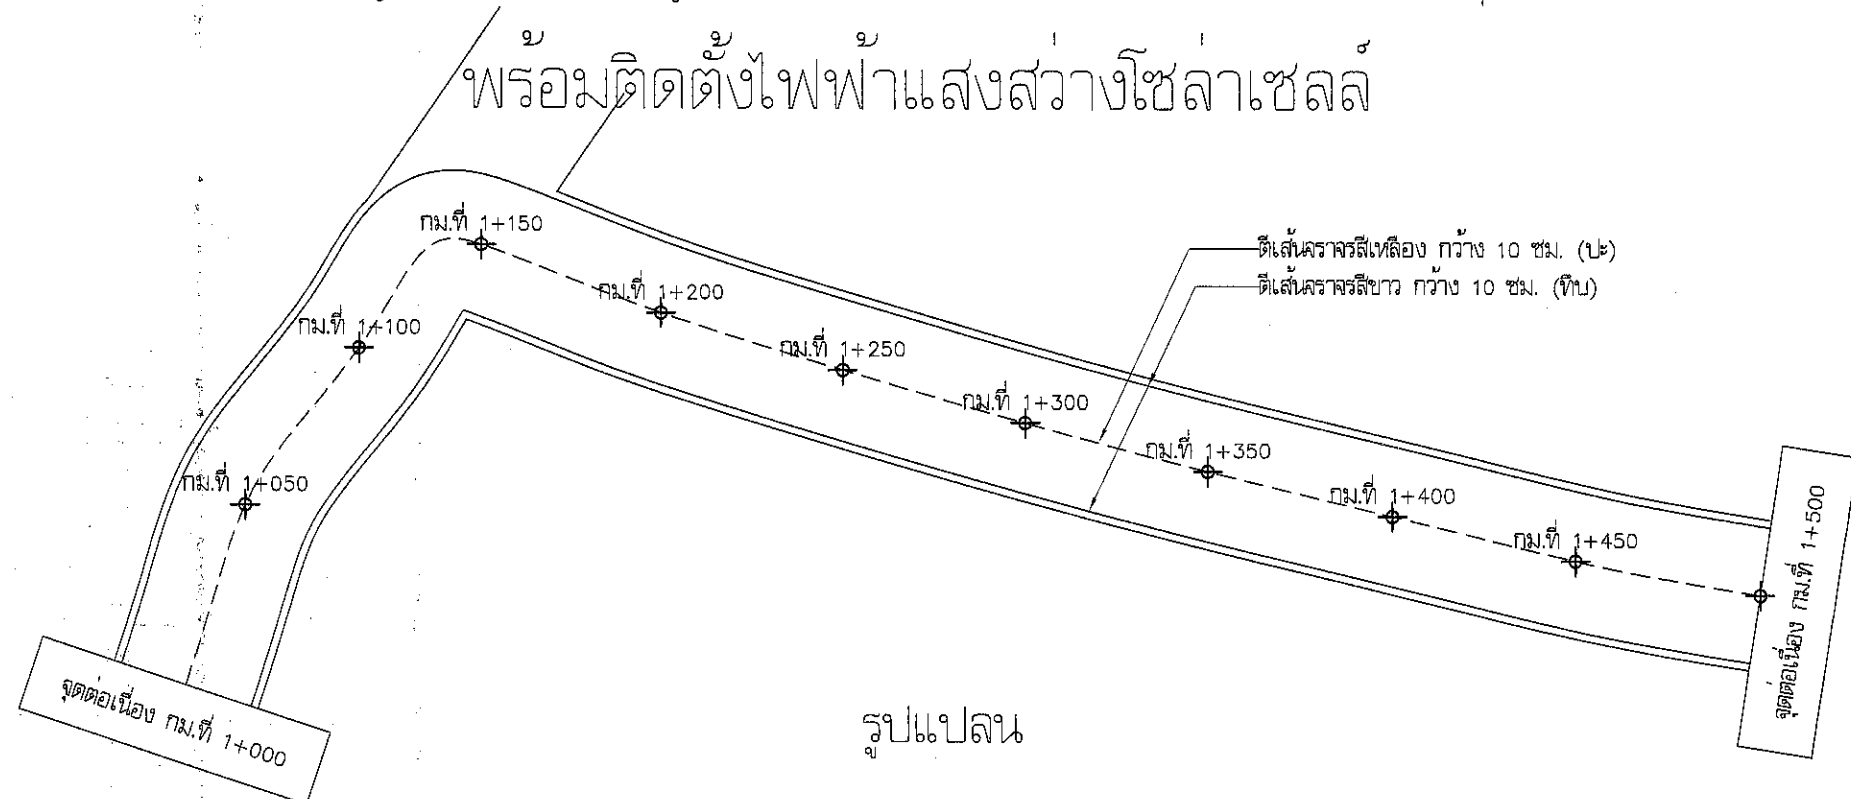 พร้อมติดตั้งไฟฟ้าแสงสว่างโซล่าเซลล์
กม.ที่ 1+150
ตีเส้นจราจรสีเหลือง กว้าง 10 ซม. (ปะ)
ตีเส้นจราจรสีขาว กว้าง 10 ซม. (ทึบ)
กม.ที่ 1+200
กม.ที่ 1+100
กม.ที่ 1+250
กม.ที่ 1+300
กม.ที่ 1+350
กม.ที่ 1+050
กม.ที่ 1+400
กม.ที่ 1+450
จุดต่อเนื่อง กม.ที่ 1+500
จุดต่อเนื่อง กม.ที่ 1+000
รูปแปลน